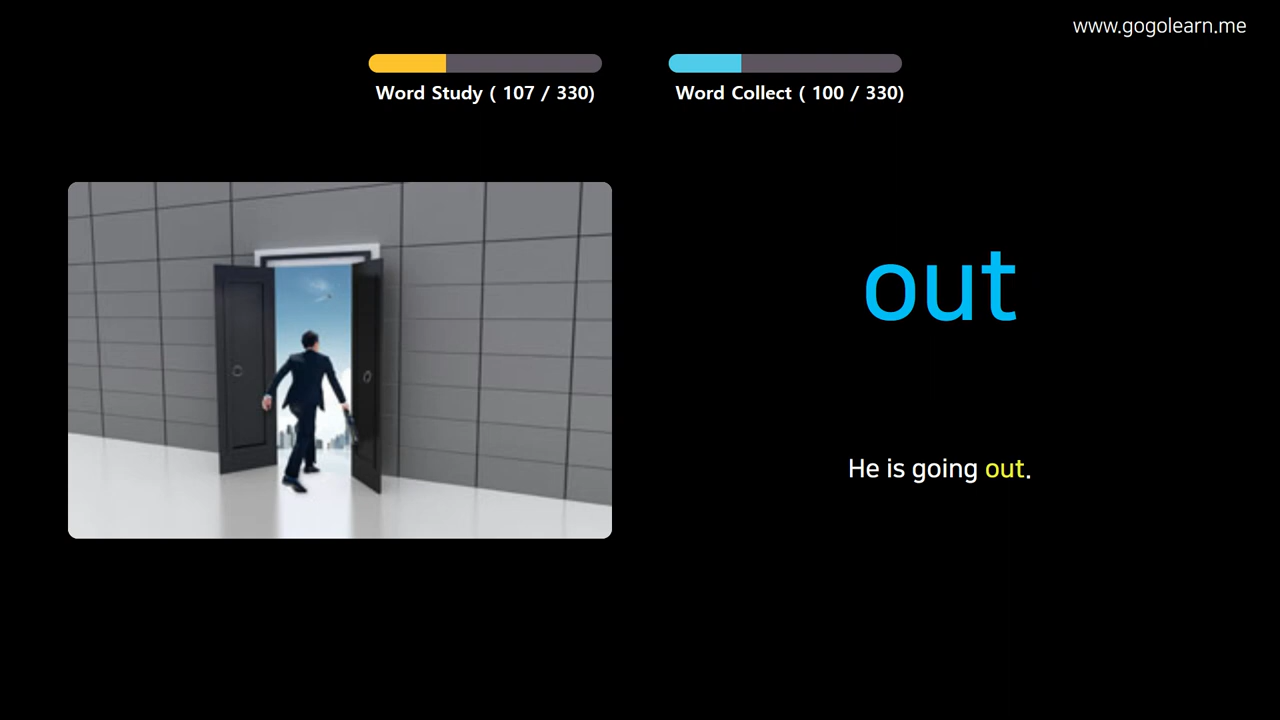 www.gogolearn.me
Word Study ( 107 / 330)
Word Collect ( 100 / 330)
out
He is going out.